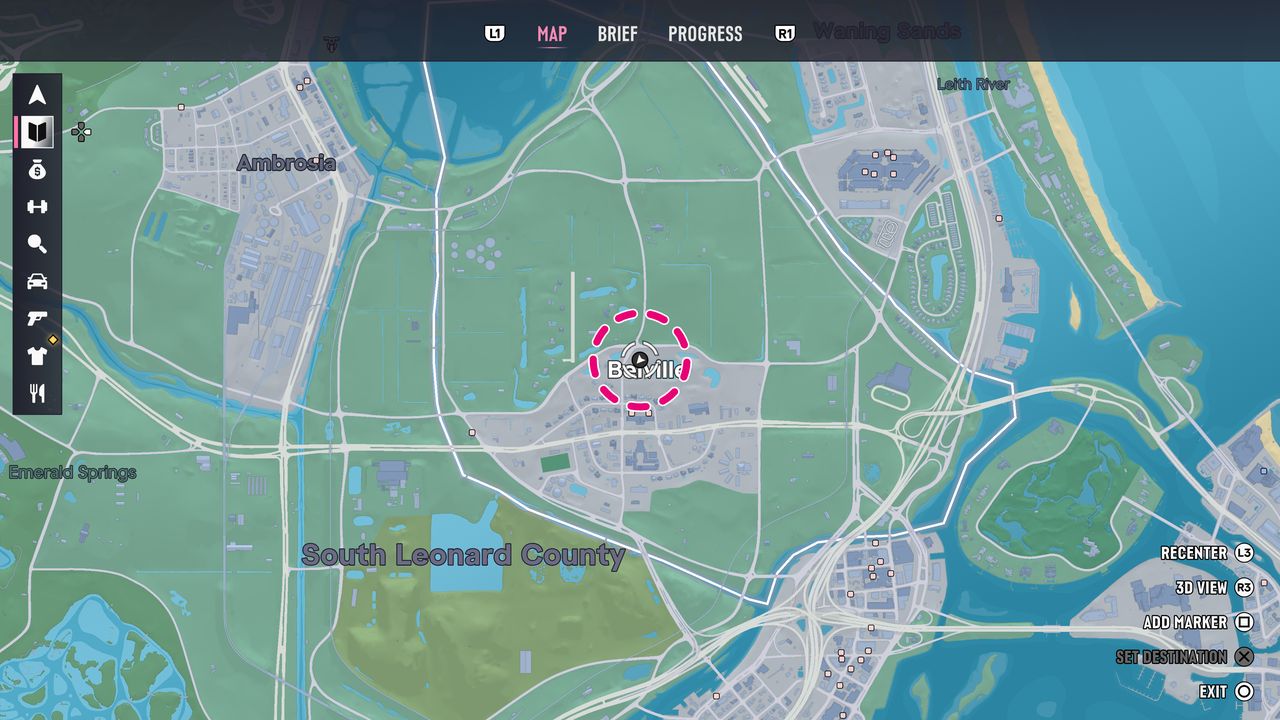 L1 MAP BRIEF PROGRESS R1
Waning Sands
Leith River
Ambrosia
Belville
Emerald Springs
South Leonard County
RECENTER L3
3D VIEW R3
ADD MARKER
SET DESTINATION
EXIT